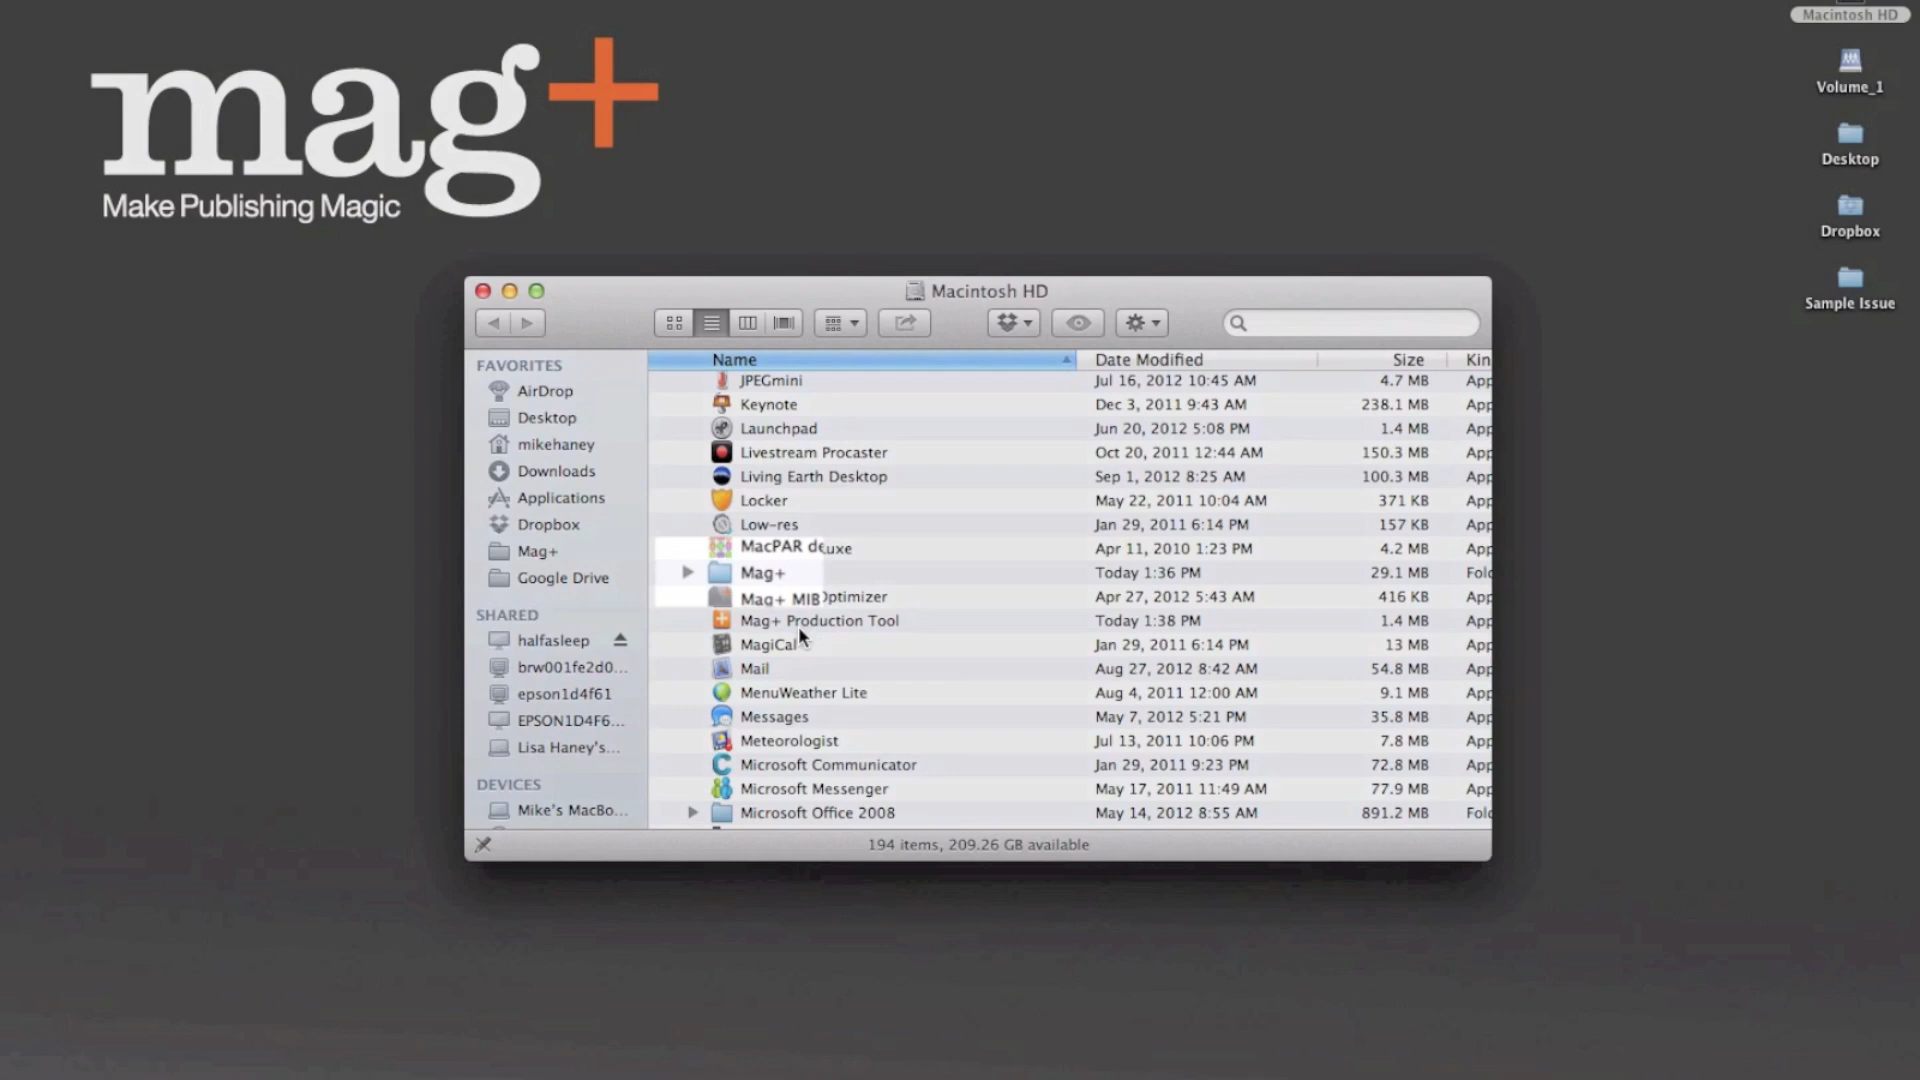 mag+
Make Publishing Magic
Macintosh HD
Volume_1
Desktop
Dropbox
Sample Issue
Macintosh HD
FAVORITES
AirDrop
Desktop
mikehaney
Downloads
Applications
Dropbox
Mag+
Google Drive
SHARED
halfasleep
brw001fe2d0...
epson1d4f61
EPSON1D4F6...
Lisa Haney's...
DEVICES
Mike's MacBo...
Name Date Modified Size Kin
JPEGmini Jul 16, 2012 10:45 AM 4.7 MB App
Keynote Dec 3, 2011 9:43 AM 238.1 MB App
Launchpad Jun 20, 2012 5:08 PM 1.4 MB App
Livestream Procaster Oct 20, 2011 12:44 AM 150.3 MB App
Living Earth Desktop Sep 1, 2012 8:25 AM 100.3 MB App
Locker May 22, 2011 10:04 AM 371 KB App
Low-res Jan 29, 2011 6:14 PM 157 KB App
MacPAR deluxe Apr 11, 2010 1:23 PM 4.2 MB App
Mag+ Today 1:36 PM 29.1 MB Fold
Mag+ MIB Optimizer Apr 27, 2012 5:43 AM 416 KB App
Mag+ Production Tool Today 1:38 PM 1.4 MB App
MagiCal Jan 29, 2011 6:14 PM 13 MB App
Mail Aug 27, 2012 8:42 AM 54.8 MB App
MenuWeather Lite Aug 4, 2011 12:00 AM 9.1 MB App
Messages May 7, 2012 5:21 PM 35.8 MB App
Meteorologist Jul 13, 2011 10:06 PM 7.8 MB App
Microsoft Communicator Jan 29, 2011 9:23 PM 72.8 MB App
Microsoft Messenger May 17, 2011 11:49 AM 77.9 MB App
Microsoft Office 2008 May 14, 2012 8:55 AM 891.2 MB Fold
194 items, 209.26 GB available